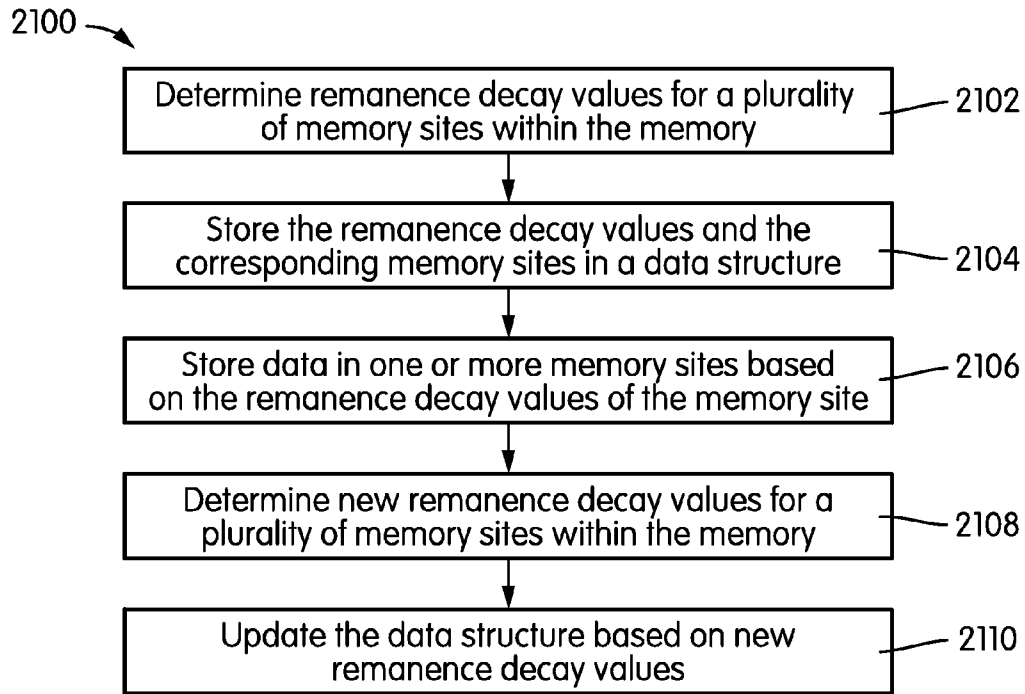 2100
Determine remanence decay values for a plurality
of memory sites within the memory
2102
Store the remanence decay values and the
corresponding memory sites in a data structure
2104
Store data in one or more memory sites based
on the remanence decay values of the memory site
2106
Determine new remanence decay values for a
plurality of memory sites within the memory
2108
Update the data structure based on new
remanence decay values
2110